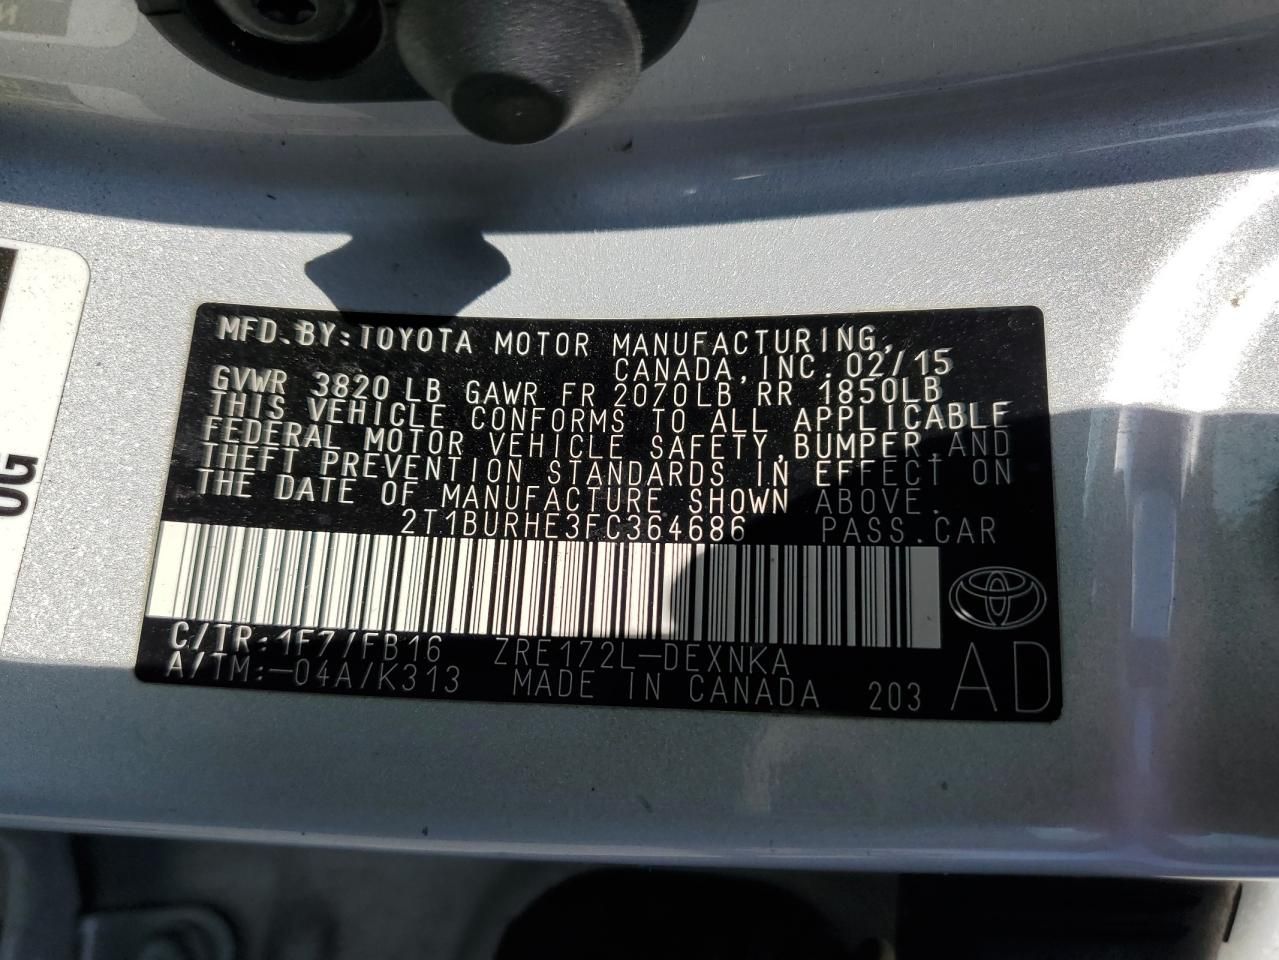 MFD. BY: TOYOTA MOTOR MANUFACTURING,
CANADA, INC. 02/15
GVWR 3820 LB GAWR FR 2070LB RR 1850LB
THIS VEHICLE CONFORMS TO ALL APPLICABLE
FEDERAL MOTOR VEHICLE SAFETY, BUMPER, AND
THEFT PREVENTION STANDARDS IN EFFECT ON
THE DATE OF MANUFACTURE SHOWN ABOVE.
2T1BURHE3FC364686 PASS. CAR
C/TR: 1F7/FB16 ZRE172L-DEXNKA
A/TM: -04A/K313 MADE IN CANADA 203 AD
OG